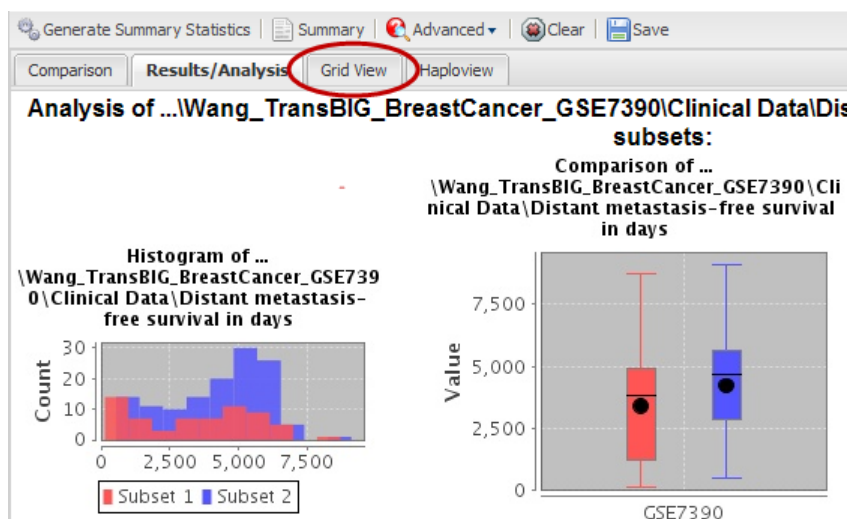 Generate Summary Statistics Summary Advanced Clear Save
Comparison Results/Analysis Grid View Haploview
Analysis of ...\Wang_TransBIG_BreastCancer_GSE7390\Clinical Data\Dis
subsets:
Comparison of ...
\Wang_TransBIG_BreastCancer_GSE7390\Cli
nical Data\Distant metastasis-free survival
in days
Value
7,500
5,000
2,500
0
GSE7390
Histogram of ...
\Wang_TransBIG_BreastCancer_GSE739
0\Clinical Data\Distant metastasis-
free survival in days
Count
30
20
10
0
0 2,500 5,000 7,500
Subset 1 Subset 2